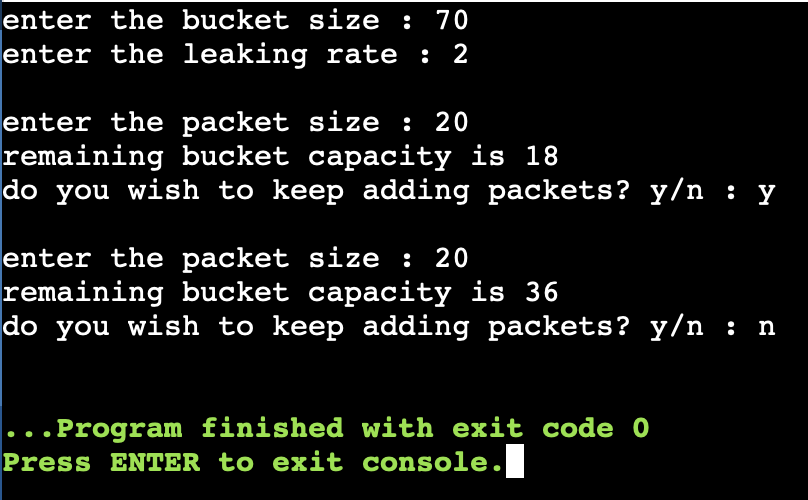 enter the bucket size : 70
enter the leaking rate : 2
enter the packet size : 20
remaining bucket capacity is 18
do you wish to keep adding packets? y/n : y
enter the packet size : 20
remaining bucket capacity is 36
do you wish to keep adding packets? y/n : n
...Program finished with exit code 0
Press ENTER to exit console.